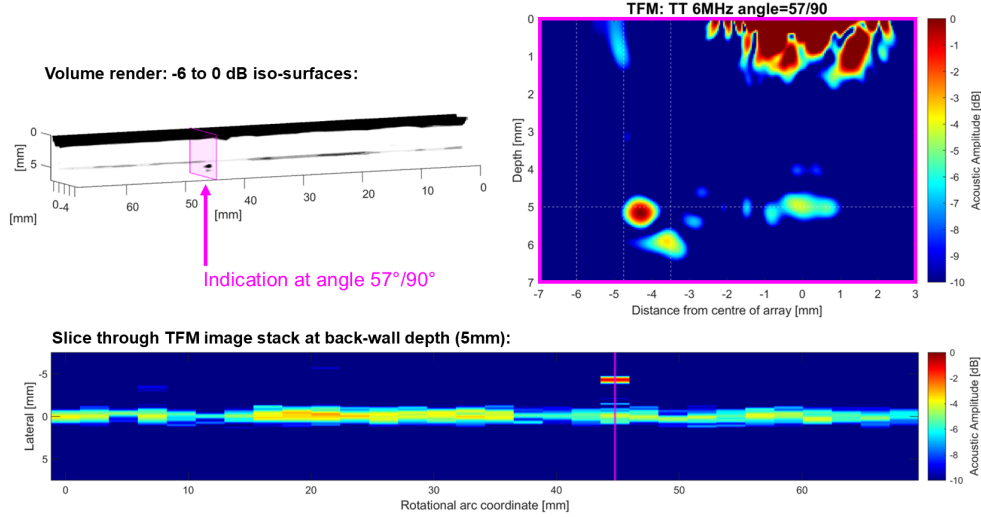 TFM: TT 6MHz angle=57/90
Volume render: -6 to 0 dB iso-surfaces:
0
5
[mm]
0 -4
[mm]
60
50
40
30
20
10
0
[mm]
Indication at angle 57°/90°
0
1
2
3
4
5
6
7
Depth [mm]
-7 -6 -5 -4 -3 -2 -1 0 1 2 3
Distance from centre of array [mm]
0
-1
-2
-3
-4
-5
-6
-7
-8
-9
-10
Acoustic Amplitude [dB]
Slice through TFM image stack at back-wall depth (5mm):
-5
0
5
Lateral [mm]
0 10 20 30 40 50 60
Rotational arc coordinate [mm]
0
-2
-4
-6
-8
-10
Acoustic Amplitude [dB]